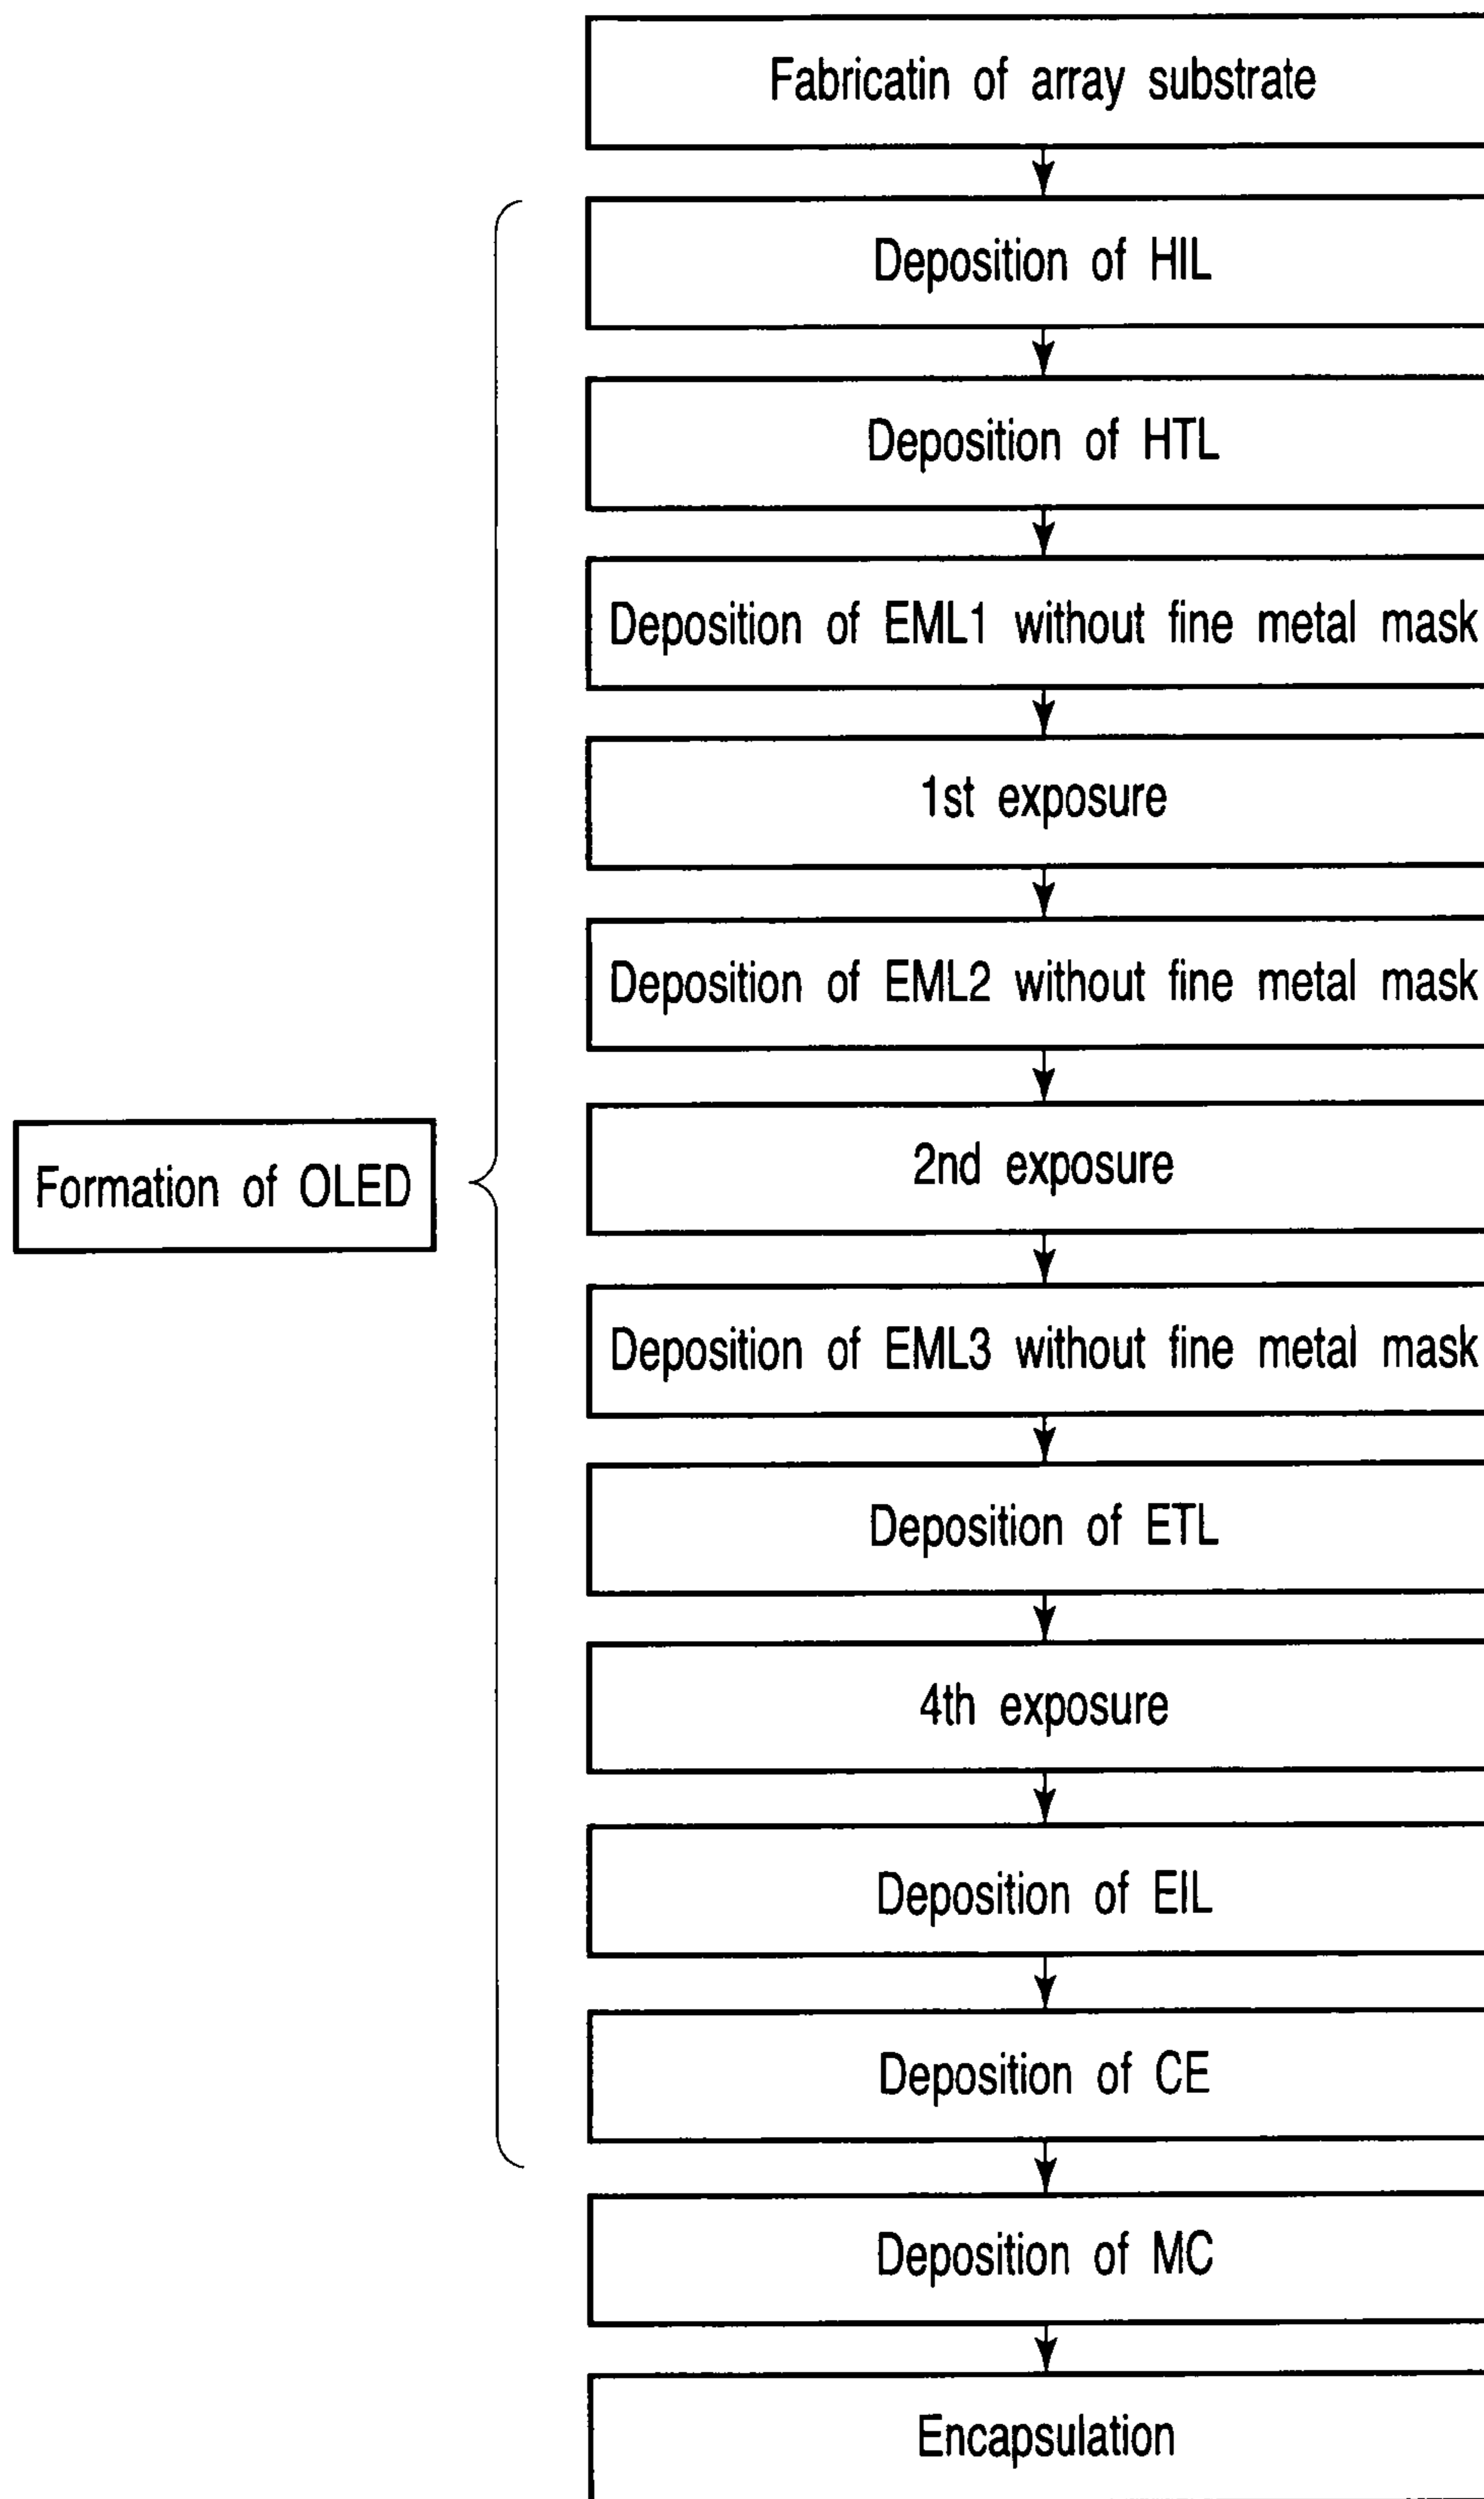 Fabricatin of array substrate
Deposition of HIL
Deposition of HTL
Deposition of EML1 without fine metal mask
1st exposure
Deposition of EML2 without fine metal mask
2nd exposure
Formation of OLED
Deposition of EML3 without fine metal mask
Deposition of ETL
4th exposure
Deposition of EIL
Deposition of CE
Deposition of MC
Encapsulation